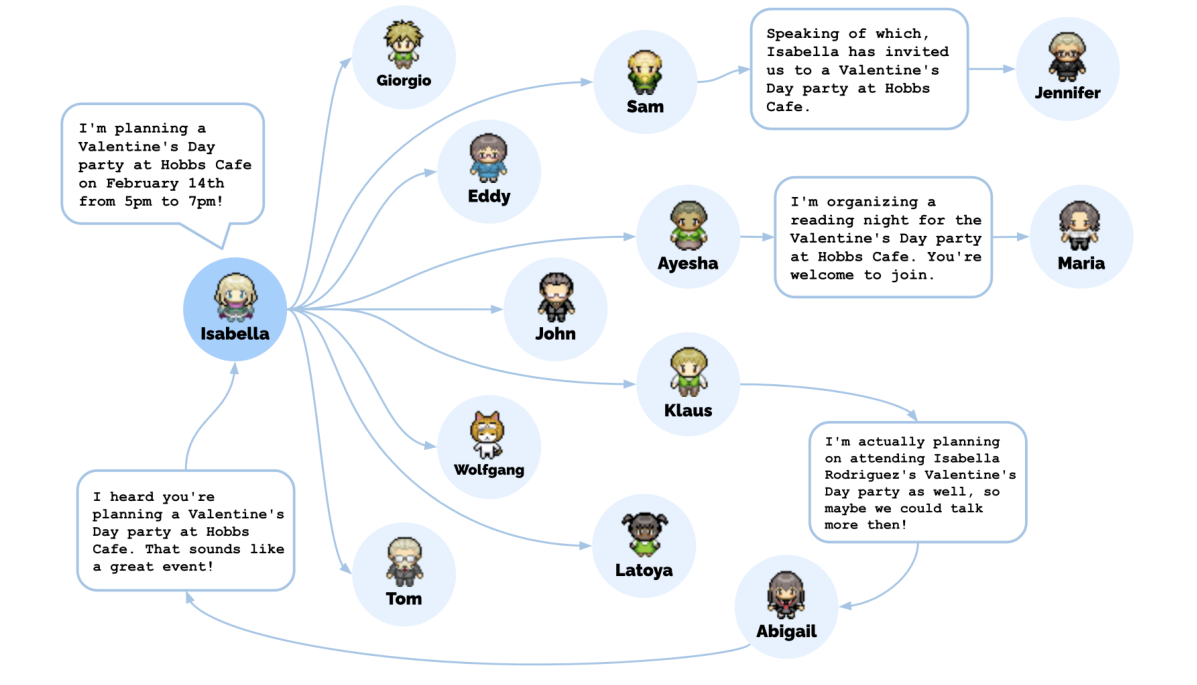 Giorgio
Sam
Speaking of which,
Isabella has invited
us to a Valentine's
Day party at Hobbs
Cafe.
Jennifer
I'm planning a
Valentine's Day
party at Hobbs Cafe
on February 14th
from 5pm to 7pm!
Eddy
Ayesha
I'm organizing a
reading night for the
Valentine's Day party
at Hobbs Cafe. You're
welcome to join.
Maria
Isabella
John
Klaus
Wolfgang
I'm actually planning
on attending Isabella
Rodriguez's Valentine's
Day party as well, so
maybe we could talk
more then!
I heard you're
planning a Valentine's
Day party at Hobbs
Cafe. That sounds like
a great event!
Tom
Latoya
Abigail